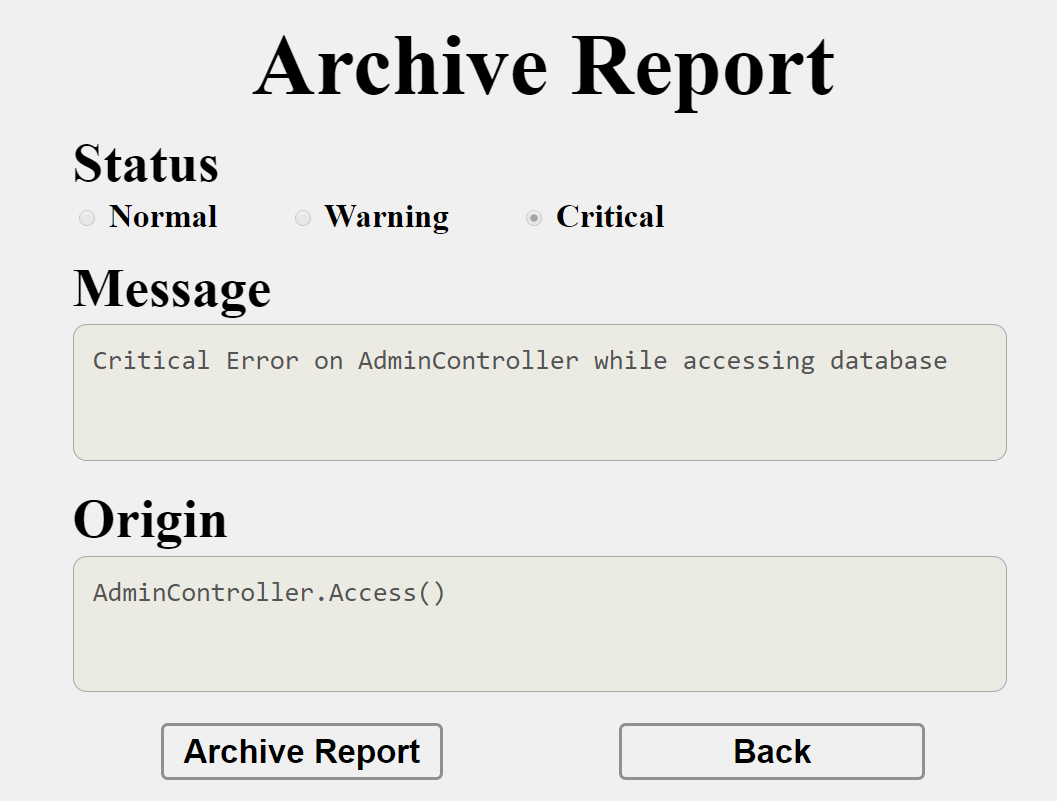 Archive Report
Status
Normal Warning Critical
Message
Critical Error on AdminController while accessing database
Origin
AdminController.Access()
Archive Report Back